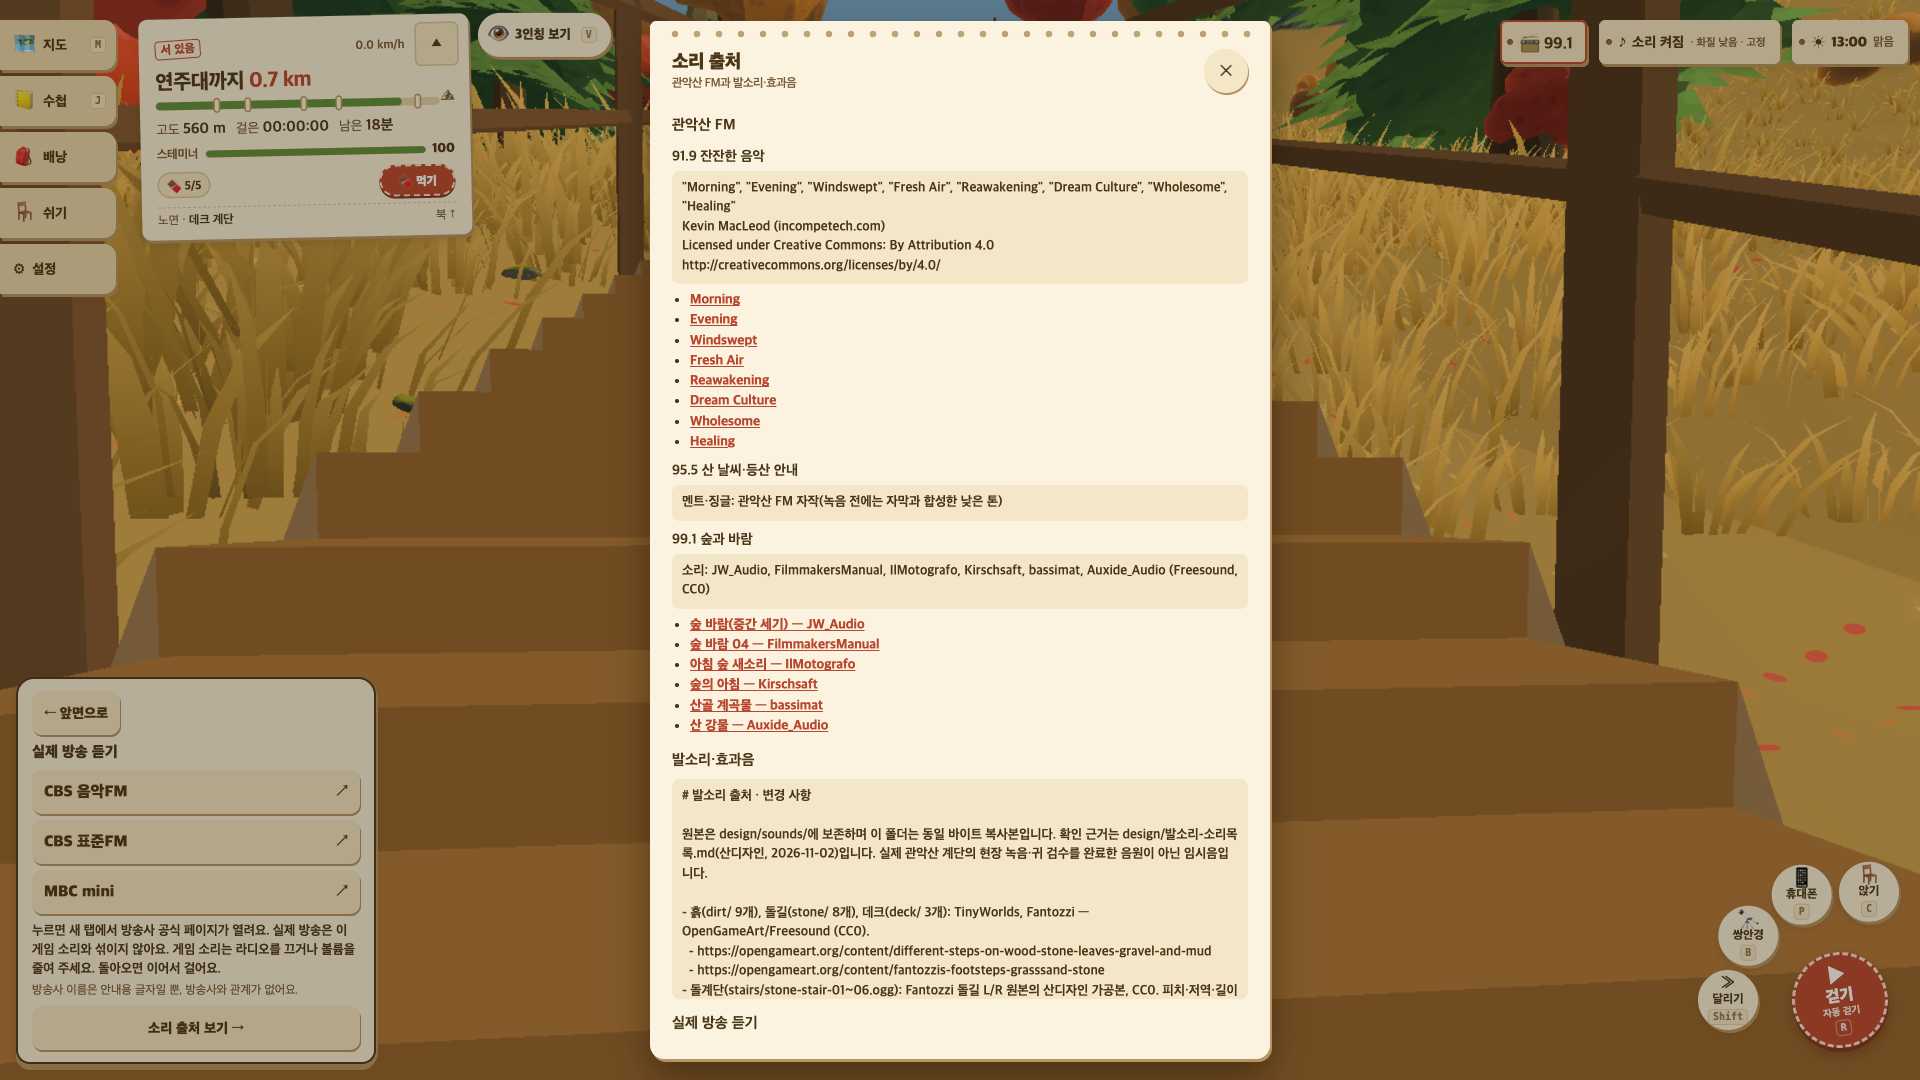 지도 M
수첩 J
배낭
쉬기
⚙ 설정
서 있음
0.0 km/h
▲
연주대까지 0.7 km
고도 560 m 걸은 00:00:00 남은 18분
스테미너 100
5/5
먹기
노면 · 데크 계단
북 ↑
3인칭 보기 V
99.1
♪ 소리 켜짐 · 화질 낮음 · 고정
☀ 13:00 맑음
소리 출처
관악산 FM과 발소리·효과음
×
관악산 FM
91.9 잔잔한 음악
"Morning", "Evening", "Windswept", "Fresh Air", "Reawakening", "Dream Culture", "Wholesome",
"Healing"
Kevin MacLeod (incompetech.com)
Licensed under Creative Commons: By Attribution 4.0
http://creativecommons.org/licenses/by/4.0/
• Morning
• Evening
• Windswept
• Fresh Air
• Reawakening
• Dream Culture
• Wholesome
• Healing
95.5 산 날씨·등산 안내
멘트·징글: 관악산 FM 자작(녹음 전에는 자막과 합성한 낮은 톤)
99.1 숲과 바람
소리: JW_Audio, FilmmakersManual, IlMotografo, Kirschsaft, bassimat, Auxide_Audio (Freesound,
CC0)
• 숲 바람(중간 세기) — JW_Audio
• 숲 바람 04 — FilmmakersManual
• 아침 숲 새소리 — IlMotografo
• 숲의 아침 — Kirschsaft
• 산골 계곡물 — bassimat
• 산 강물 — Auxide_Audio
발소리·효과음
# 발소리 출처 · 변경 사항
원본은 design/sounds/에 보존하며 이 폴더는 동일 바이트 복사본입니다. 확인 근거는 design/발소리-소리목
록.md(산디자인, 2026-11-02)입니다. 실제 관악산 계단의 현장 녹음·귀 검수를 완료한 음원이 아닌 임시음입
니다.
- 흙(dirt/ 9개), 돌길(stone/ 8개), 데크(deck/ 3개): TinyWorlds, Fantozzi —
OpenGameArt/Freesound (CC0).
- https://opengameart.org/content/different-steps-on-wood-stone-leaves-gravel-and-mud
- https://opengameart.org/content/fantozzis-footsteps-grasssand-stone
- 돌계단(stairs/stone-stair-01~06.ogg): Fantozzi 돌길 L/R 원본의 산디자인 가공본, CC0. 피치·저역·길이
실제 방송 듣기
← 앞면으로
실제 방송 듣기
CBS 음악FM ↗
CBS 표준FM ↗
MBC mini ↗
누르면 새 탭에서 방송사 공식 페이지가 열려요. 실제 방송은 이
게임 소리와 섞이지 않아요. 게임 소리는 라디오를 끄거나 볼륨을
줄여 주세요. 돌아오면 이어서 걸어요.
방송사 이름은 안내용 글자일 뿐, 방송사와 관계가 없어요.
소리 출처 보기 →
휴대폰
P
앉기
C
쌍안경
B
달리기
Shift
걷기
자동 걷기
R